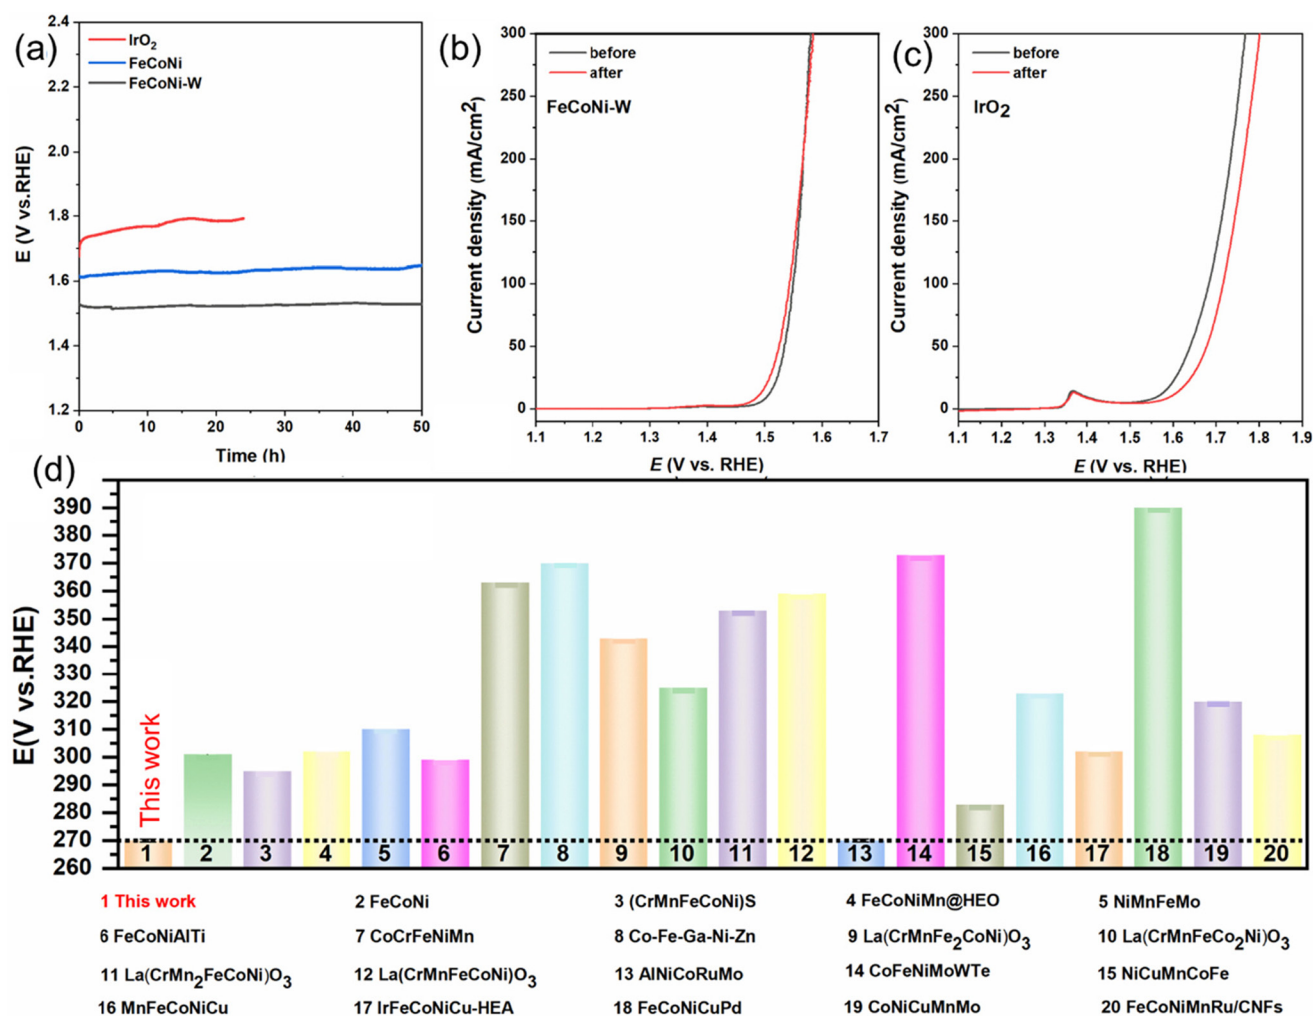 (a)
2.4
2.2
2.0
1.8
1.6
1.4
1.2
E (V vs.RHE)
IrO2
FeCoNi
FeCoNi-W
0 10 20 30 40 50
Time (h)
(b)
300
250
200
150
100
50
0
Current density (mA/cm2)
before
after
FeCoNi-W
1.1 1.2 1.3 1.4 1.5 1.6 1.7
E (V vs. RHE)
(c)
300
250
200
150
100
50
0
Current density (mA/cm2)
before
after
IrO2
1.1 1.2 1.3 1.4 1.5 1.6 1.7 1.8 1.9
E (V vs. RHE)
(d)
390
380
370
360
350
340
330
320
310
300
290
280
270
260
E(V vs.RHE)
This work
1 2 3 4 5 6 7 8 9 10 11 12 13 14 15 16 17 18 19 20
1 This work 2 FeCoNi 3 (CrMnFeCoNi)S 4 FeCoNiMn@HEO 5 NiMnFeMo
6 FeCoNiAlTi 7 CoCrFeNiMn 8 Co-Fe-Ga-Ni-Zn 9 La(CrMnFe2CoNi)O3 10 La(CrMnFeCo2Ni)O3
11 La(CrMn2FeCoNi)O3 12 La(CrMnFeCoNi)O3 13 AlNiCoRuMo 14 CoFeNiMoWTe 15 NiCuMnCoFe
16 MnFeCoNiCu 17 IrFeCoNiCu-HEA 18 FeCoNiCuPd 19 CoNiCuMnMo 20 FeCoNiMnRu/CNFs